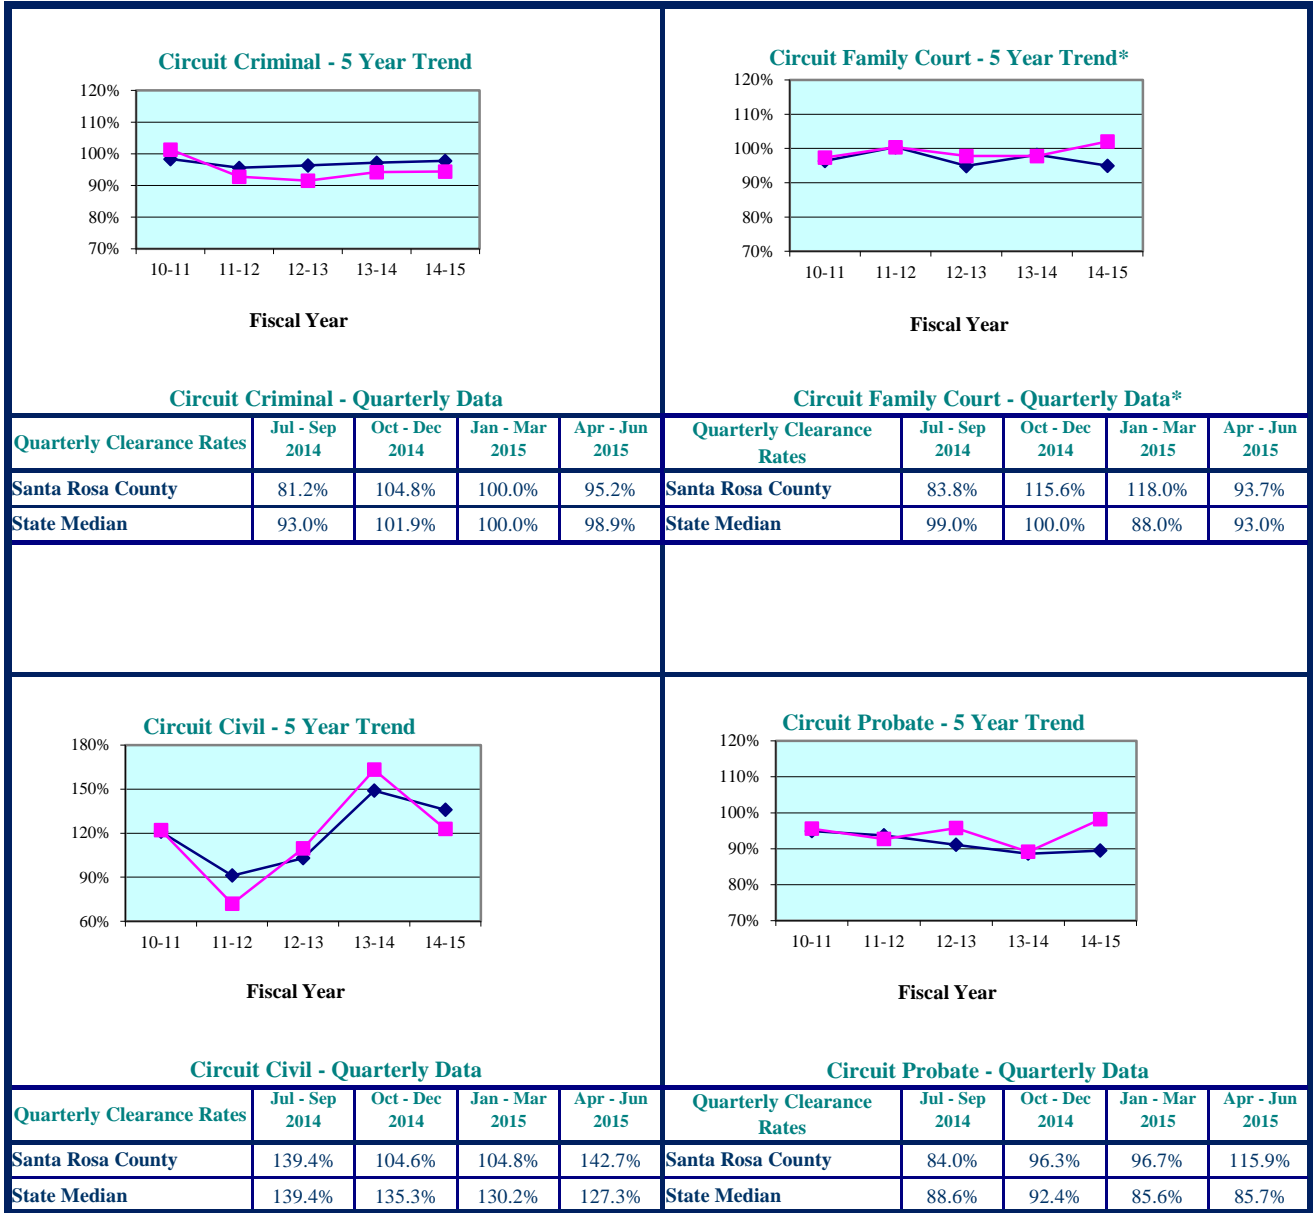 Circuit Criminal - 5 Year Trend
120%
110%
100%
90%
80%
70%
10-11 11-12 12-13 13-14 14-15
Fiscal Year
Circuit Criminal - Quarterly Data
Quarterly Clearance Rates Jul - Sep 2014 Oct - Dec 2014 Jan - Mar 2015 Apr - Jun 2015
Santa Rosa County 81.2% 104.8% 100.0% 95.2%
State Median 93.0% 101.9% 100.0% 98.9%
Circuit Family Court - 5 Year Trend*
120%
110%
100%
90%
80%
70%
10-11 11-12 12-13 13-14 14-15
Fiscal Year
Circuit Family Court - Quarterly Data*
Quarterly Clearance Rates Jul - Sep 2014 Oct - Dec 2014 Jan - Mar 2015 Apr - Jun 2015
Santa Rosa County 83.8% 115.6% 118.0% 93.7%
State Median 99.0% 100.0% 88.0% 93.0%
Circuit Civil - 5 Year Trend
180%
150%
120%
90%
60%
10-11 11-12 12-13 13-14 14-15
Fiscal Year
Circuit Civil - Quarterly Data
Quarterly Clearance Rates Jul - Sep 2014 Oct - Dec 2014 Jan - Mar 2015 Apr - Jun 2015
Santa Rosa County 139.4% 104.6% 104.8% 142.7%
State Median 139.4% 135.3% 130.2% 127.3%
Circuit Probate - 5 Year Trend
120%
110%
100%
90%
80%
70%
10-11 11-12 12-13 13-14 14-15
Fiscal Year
Circuit Probate - Quarterly Data
Quarterly Clearance Rates Jul - Sep 2014 Oct - Dec 2014 Jan - Mar 2015 Apr - Jun 2015
Santa Rosa County 84.0% 96.3% 96.7% 115.9%
State Median 88.6% 92.4% 85.6% 85.7%